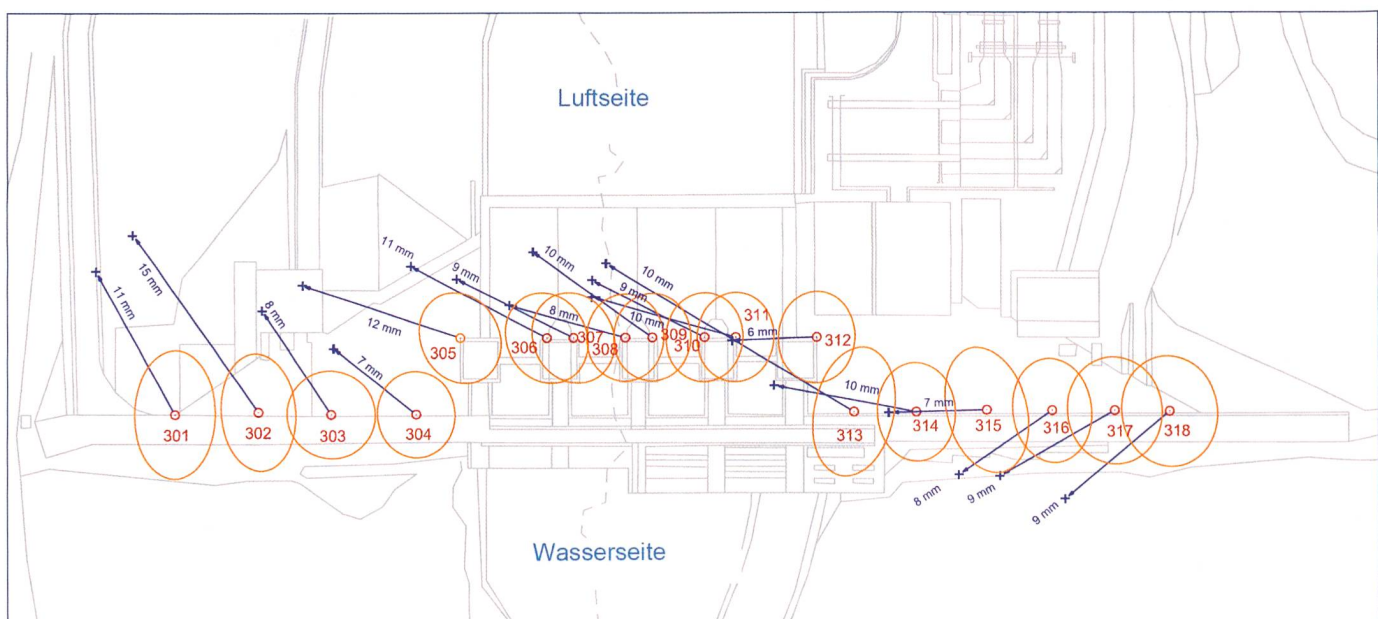 Luftseite
15 mm
11 mm
10 mm
10 mm
11 mm
9 mm
9 mm
8 mm
8 mm
10 mm
12 mm
6 mm
7 mm
10 mm
7 mm
305
306
307
308
309
310
311
312
301
302
303
304
313
314
315
316
317
318
8 mm
9 mm
9 mm
Wasserseite